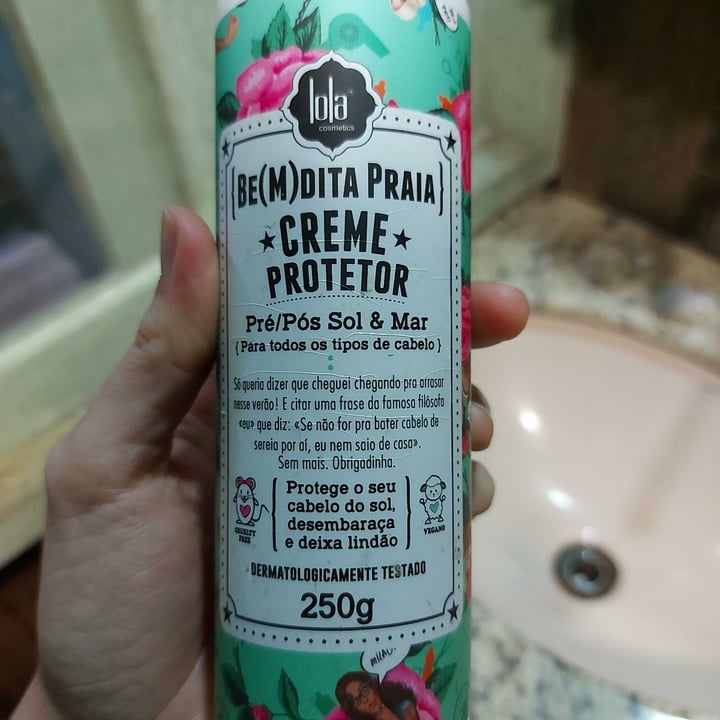 lola
cosmetics
{BE(M)DITA PRAIA}
CREME
PROTETOR
Pré/Pós Sol & Mar
{Para todos os tipos de cabelo}
Só queria dizer que cheguei chegando pra arrasar
nesse verão! E citar uma frase da famosa filósofa
«eu» que diz: «Se não for pra bater cabelo de
sereia por aí, eu nem saio de casa».
Sem mais. Obrigadinha.
Protege o seu
cabelo do sol,
desembaraça
e deixa lindão
CRUELTY
FREE
VEGANO
DERMATOLOGICAMENTE TESTADO
250g